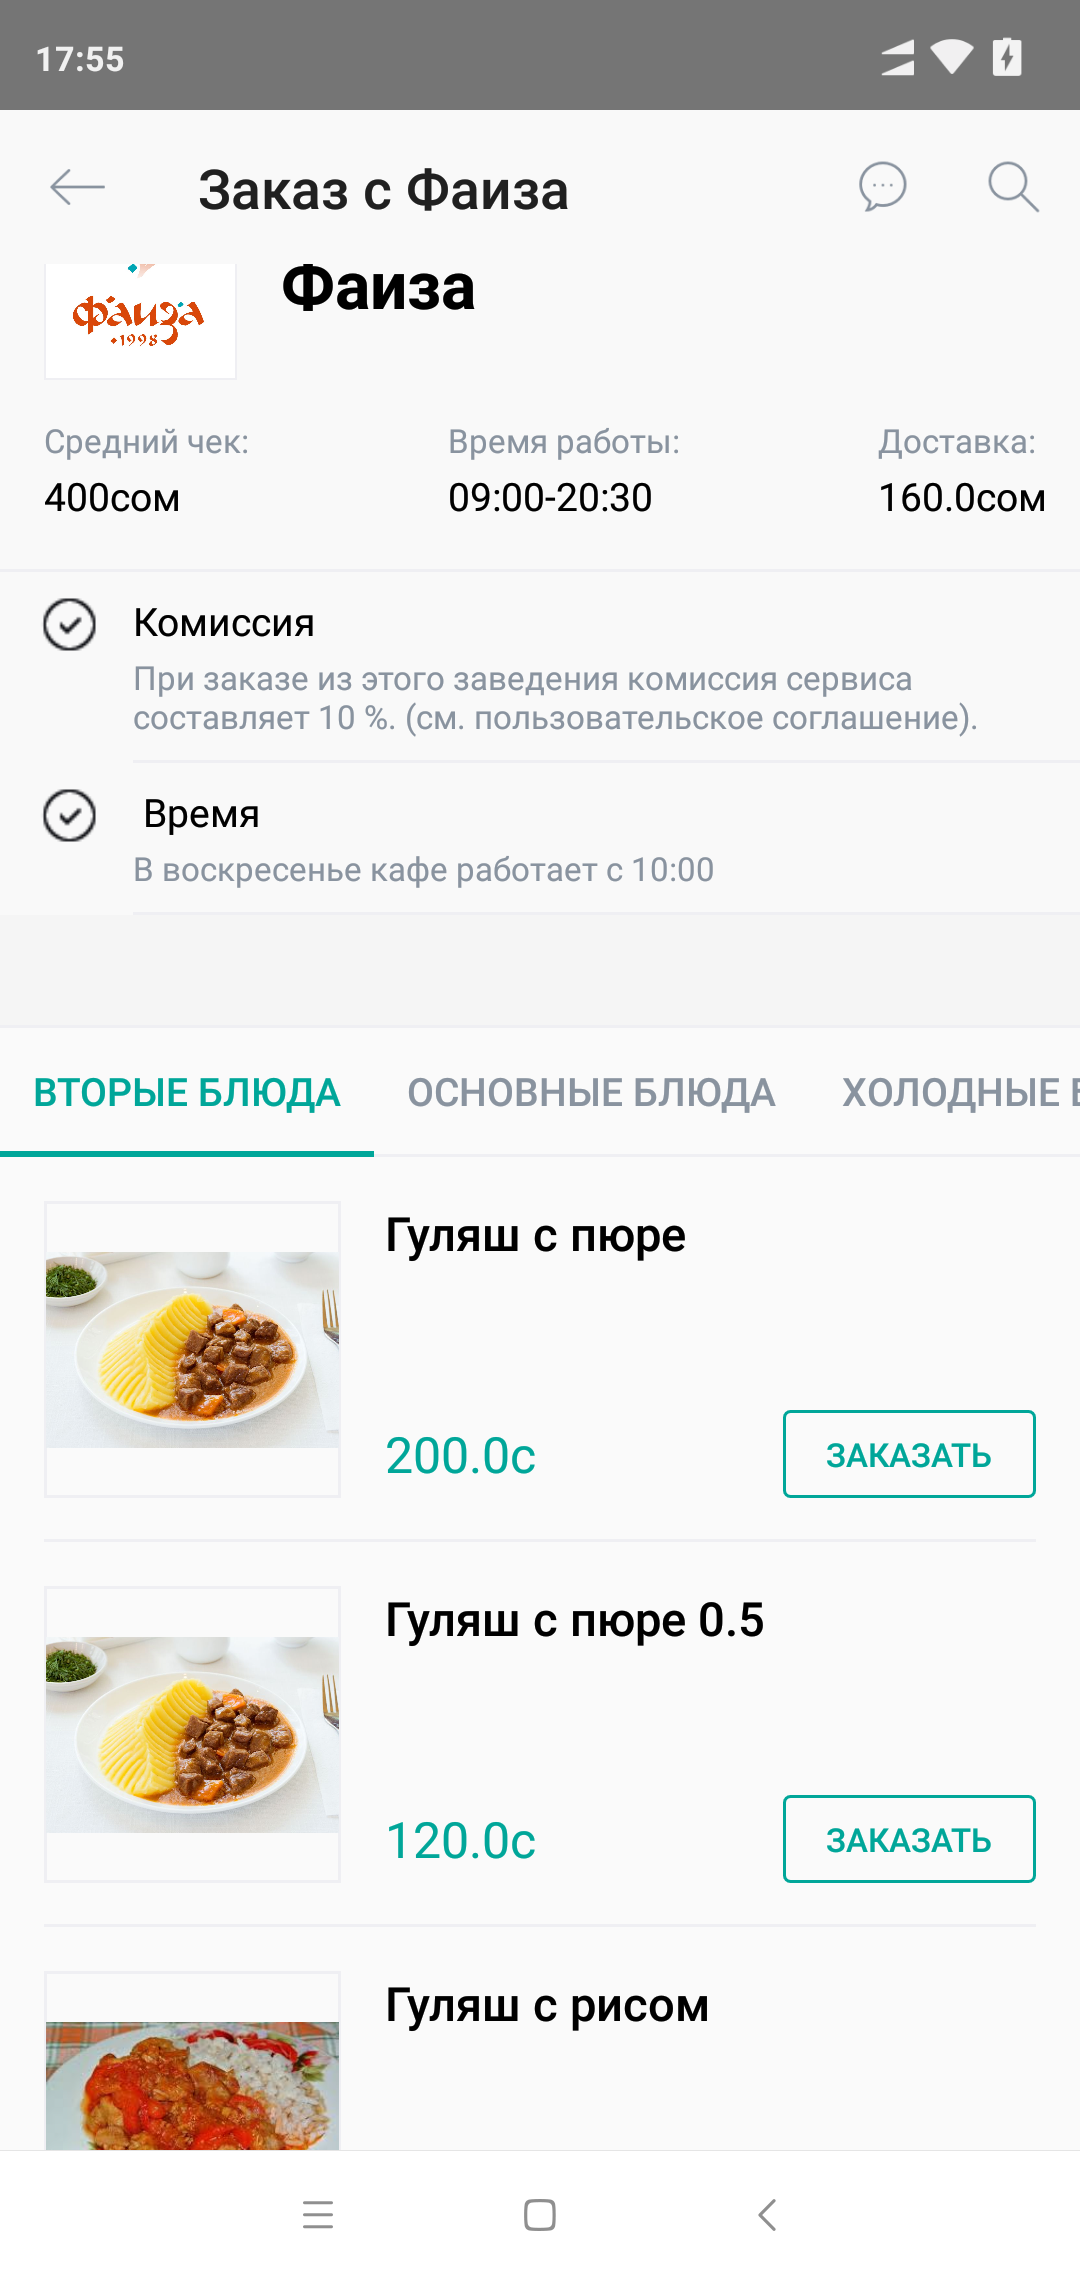 17:55
Заказ с Фаиза
Фаиза
фаиза
1998
Средний чек:
Время работы:
Доставка:
400сом
09:00-20:30
160.0сом
Комиссия
При заказе из этого заведения комиссия сервиса
составляет 10 %. (см. пользовательское соглашение).
Время
В воскресенье кафе работает с 10:00
ВТОРЫЕ БЛЮДА
ОСНОВНЫЕ БЛЮДА
ХОЛОДНЫЕ
Гуляш с пюре
200.0с
ЗАКАЗАТЬ
Гуляш с пюре 0.5
120.0с
ЗАКАЗАТЬ
Гуляш с рисом